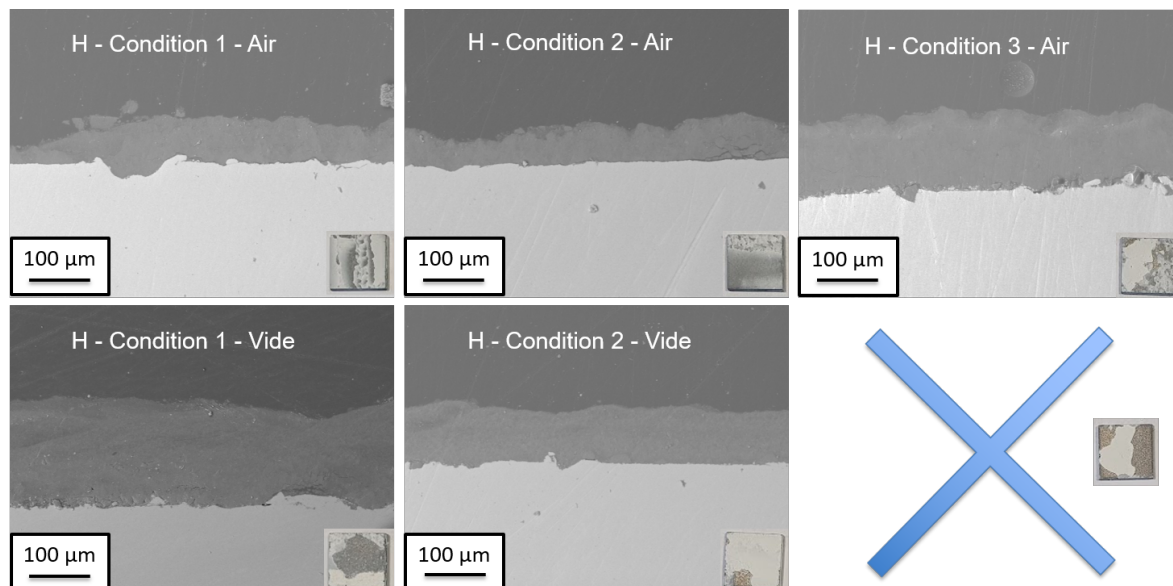 H - Condition 1 - Air
H - Condition 2 - Air
H - Condition 3 - Air
100 µm
100 µm
100 µm
H - Condition 1 - Vide
H - Condition 2 - Vide
100 µm
100 µm